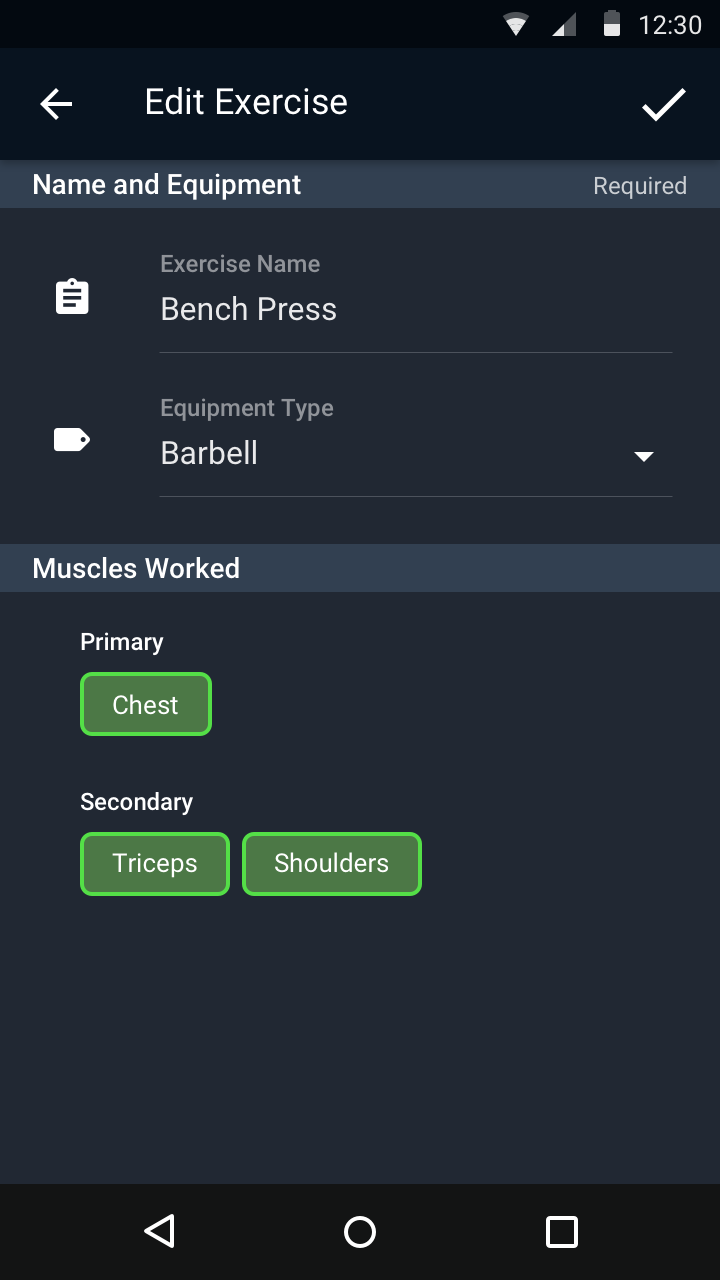 12:30
Edit Exercise
Name and Equipment Required
Exercise Name
Bench Press
Equipment Type
Barbell
Muscles Worked
Primary
Chest
Secondary
Triceps Shoulders